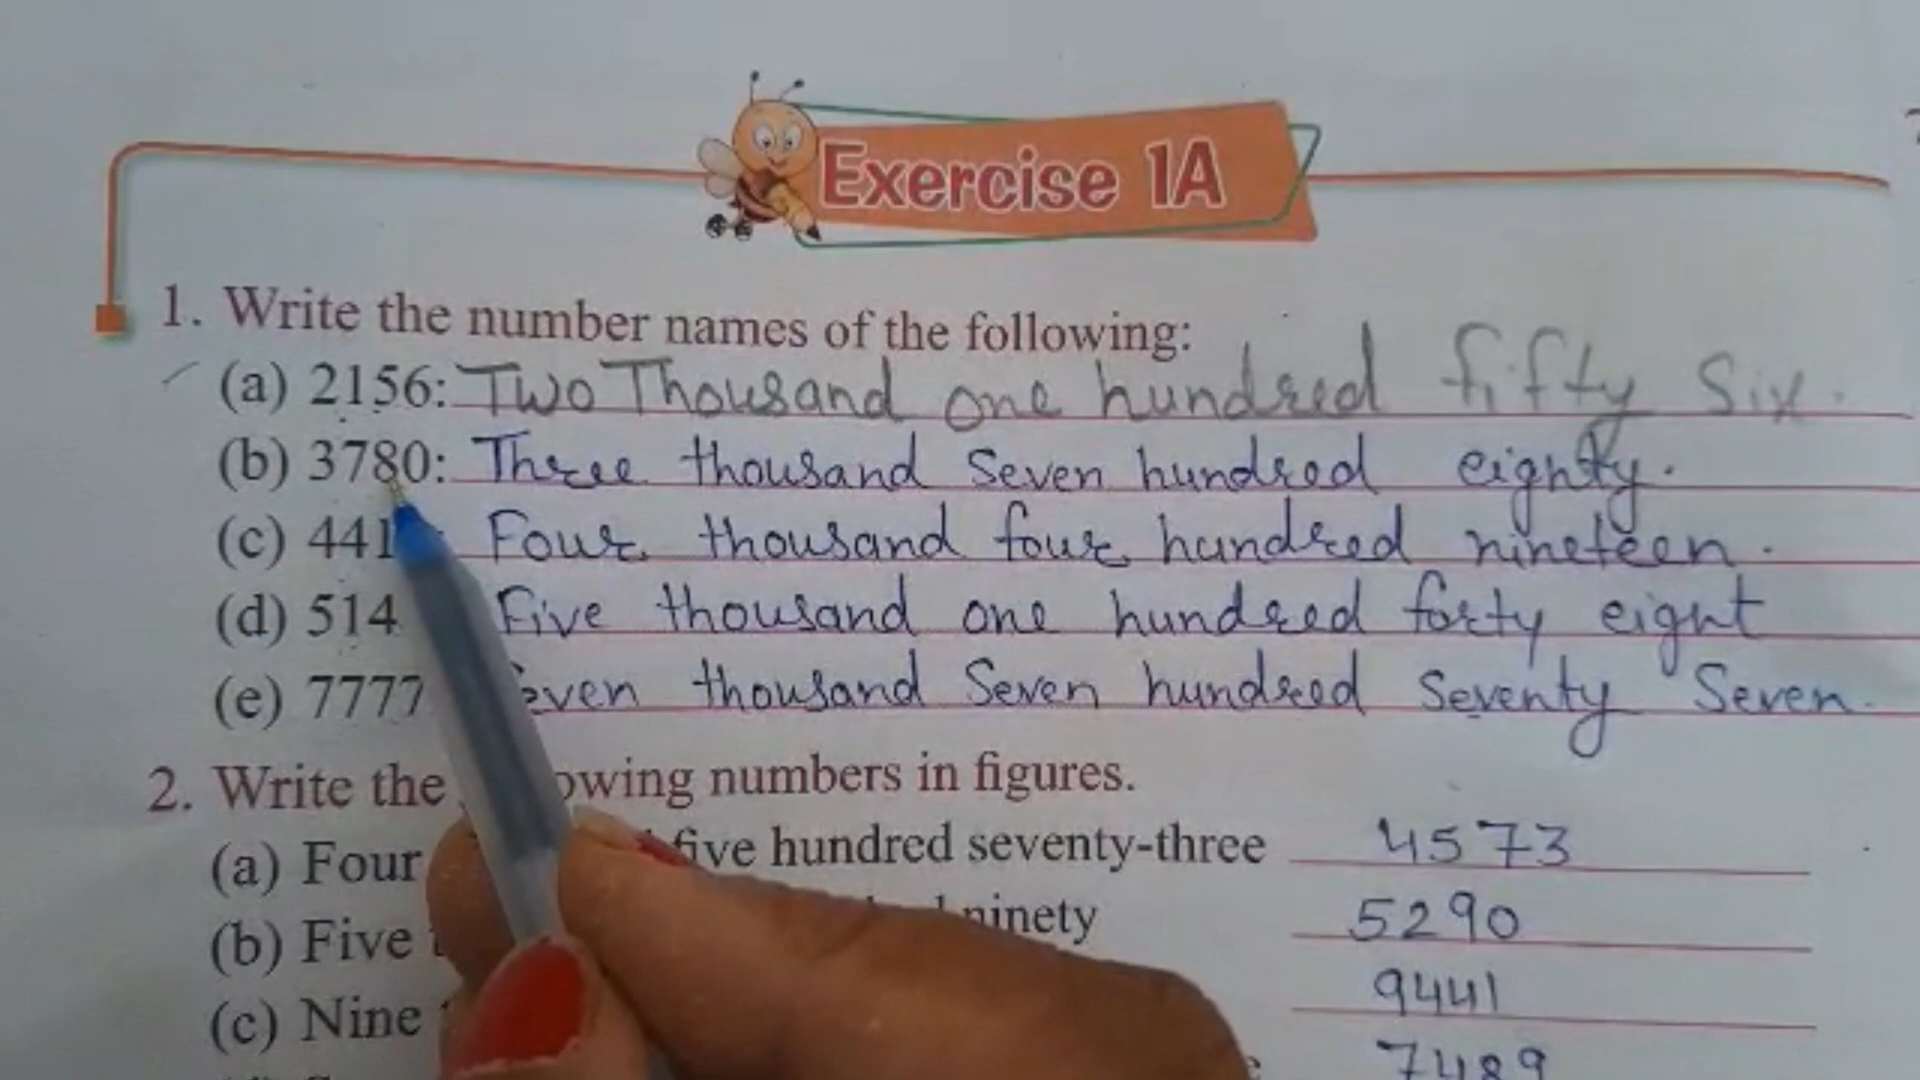 Exercise 1A
1. Write the number names of the following:
(a) 2156: Two Thousand one hundred fifty six.
(b) 3780: Three thousand Seven hundred eighty.
(c) 441 Four thousand four hundred nineteen.
(d) 514 Five thousand one hundred forty eight
(e) 7777 even thousand Seven hundred Seventy Seven.
2. Write the owing numbers in figures.
(a) Four five hundred seventy-three 4573
(b) Five ninety 5290
(c) Nine 9441
7489